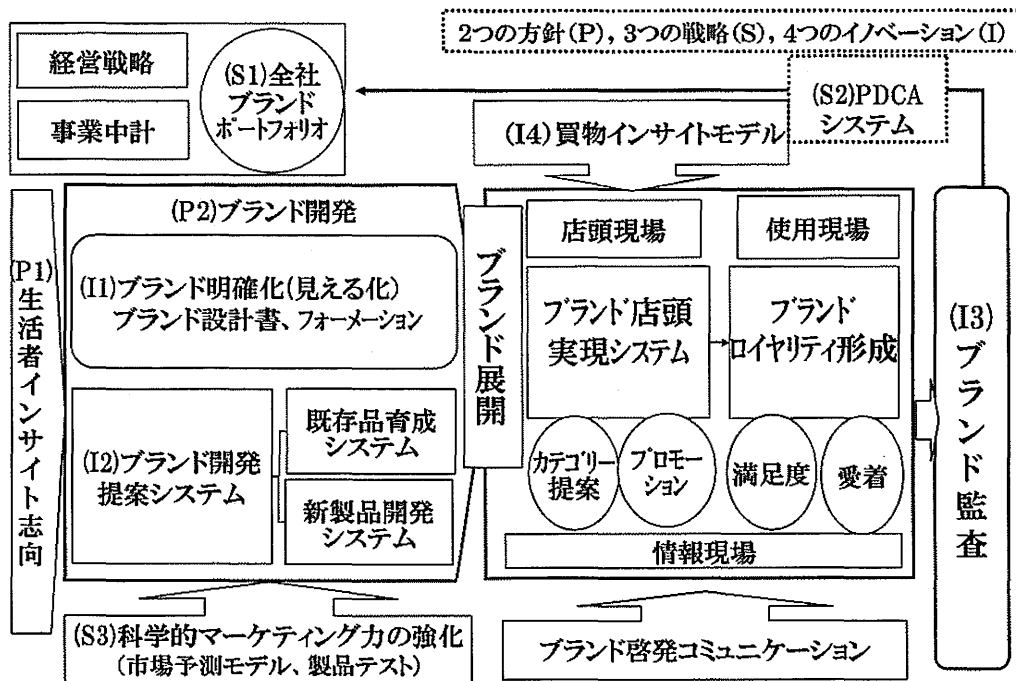 2つの方針(P), 3つの戦略(S), 4つのイノベーション(I)
経営戦略
事業中計
(S1)全社
ブランド
ポートフォリオ
(S2)PDCA
システム
(I4)買物インサイトモデル
(P1)生活者インサイト志向
(P2)ブランド開発
(I1)ブランド明確化(見える化)
ブランド設計書、フォーメーション
(I2)ブランド開発
提案システム
既存品育成
システム
新製品開発
システム
ブランド展開
店頭現場
使用現場
ブランド店頭
実現システム
ブランド
ロイヤリティ形成
カテゴリー
提案
プロモー
ション
満足度
愛着
情報現場
(I3)ブランド監査
(S3)科学的マーケティング力の強化
(市場予測モデル、製品テスト)
ブランド啓発コミュニケーション